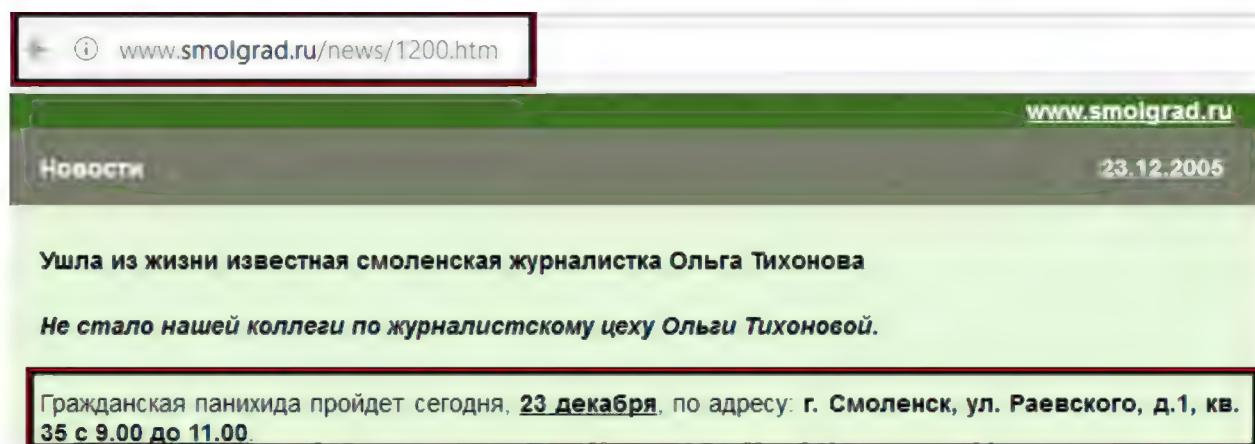 www.smolgrad.ru/news/1200.htm
www.smolgrad.ru
Новости 23.12.2005
Ушла из жизни известная смоленская журналистка Ольга Тихонова
Не стало нашей коллеги по журналистскому цеху Ольги Тихоновой.
Гражданская панихида пройдет сегодня, 23 декабря, по адресу: г. Смоленск, ул. Раевского, д.1, кв.
35 с 9.00 до 11.00.